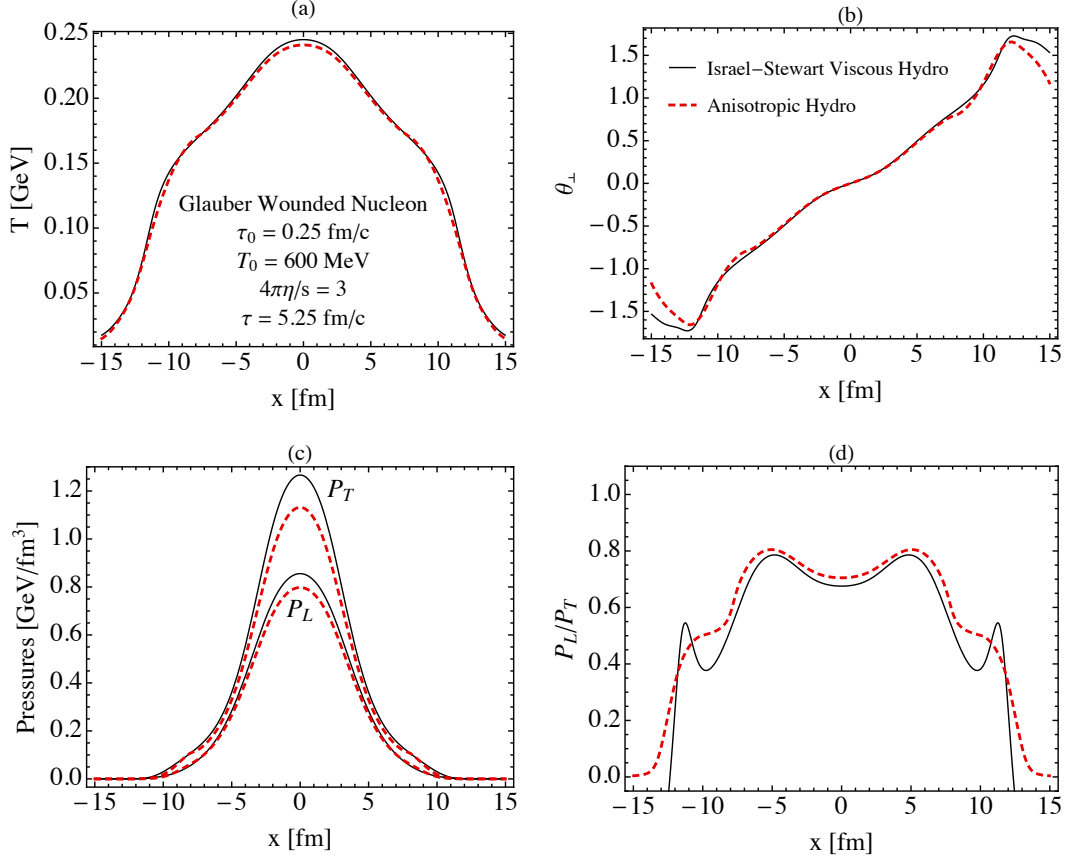 (a)
T [GeV]
0.25
0.20
0.15
0.10
0.05
Glauber Wounded Nucleon
τ₀ = 0.25 fm/c
T₀ = 600 MeV
4πη/s = 3
τ = 5.25 fm/c
−15 −10 −5 0 5 10 15
x [fm]
(b)
θ⊥
1.5
1.0
0.5
0.0
−0.5
−1.0
−1.5
Israel−Stewart Viscous Hydro
Anisotropic Hydro
−15 −10 −5 0 5 10 15
x [fm]
(c)
Pressures [GeV/fm³]
1.2
1.0
0.8
0.6
0.4
0.2
0.0
P_T
P_L
−15 −10 −5 0 5 10 15
x [fm]
(d)
P_L/P_T
1.0
0.8
0.6
0.4
0.2
0.0
−15 −10 −5 0 5 10 15
x [fm]